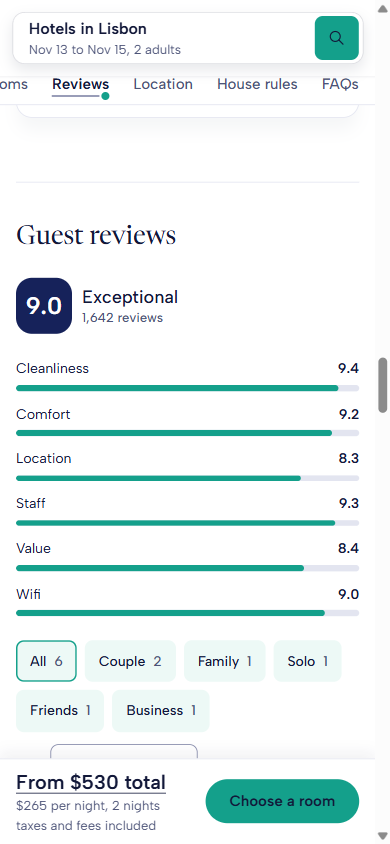 Hotels in Lisbon
Nov 13 to Nov 15, 2 adults
oms Reviews Location House rules FAQs
Guest reviews
9.0 Exceptional
1,642 reviews
Cleanliness 9.4
Comfort 9.2
Location 8.3
Staff 9.3
Value 8.4
Wifi 9.0
All 6 Couple 2 Family 1 Solo 1
Friends 1 Business 1
From $530 total
$265 per night, 2 nights
taxes and fees included
Choose a room